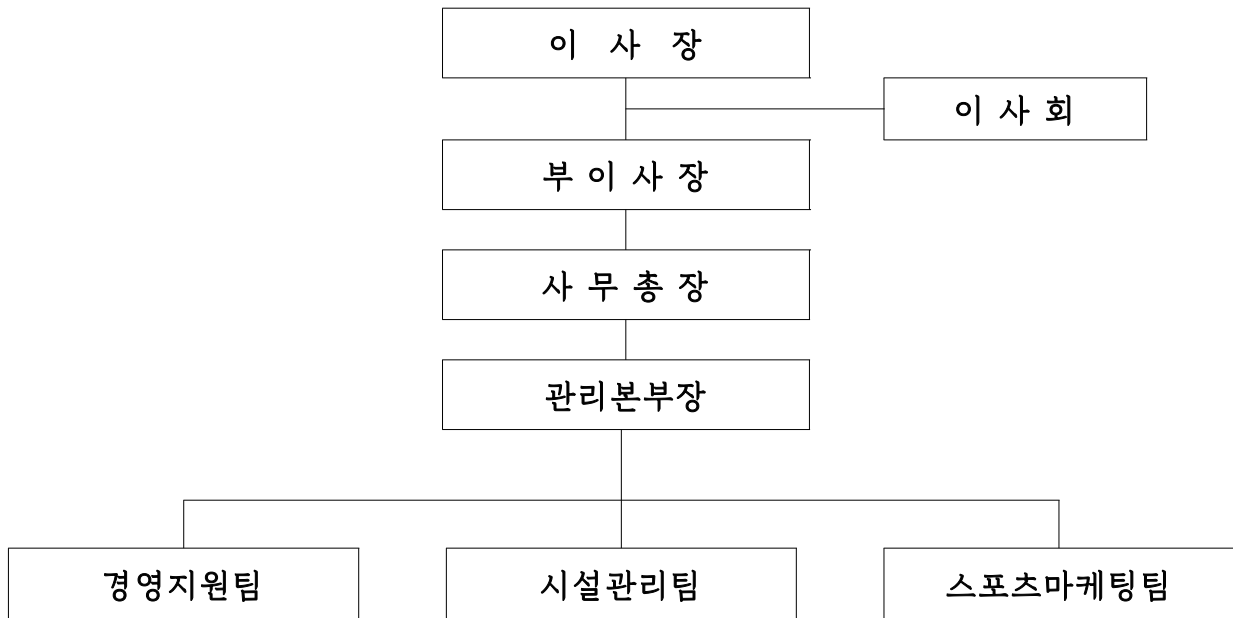 이 사 장
이 사 회
부 이 사 장
사 무 총 장
관리본부장
경영지원팀
시설관리팀
스포츠마케팅팀